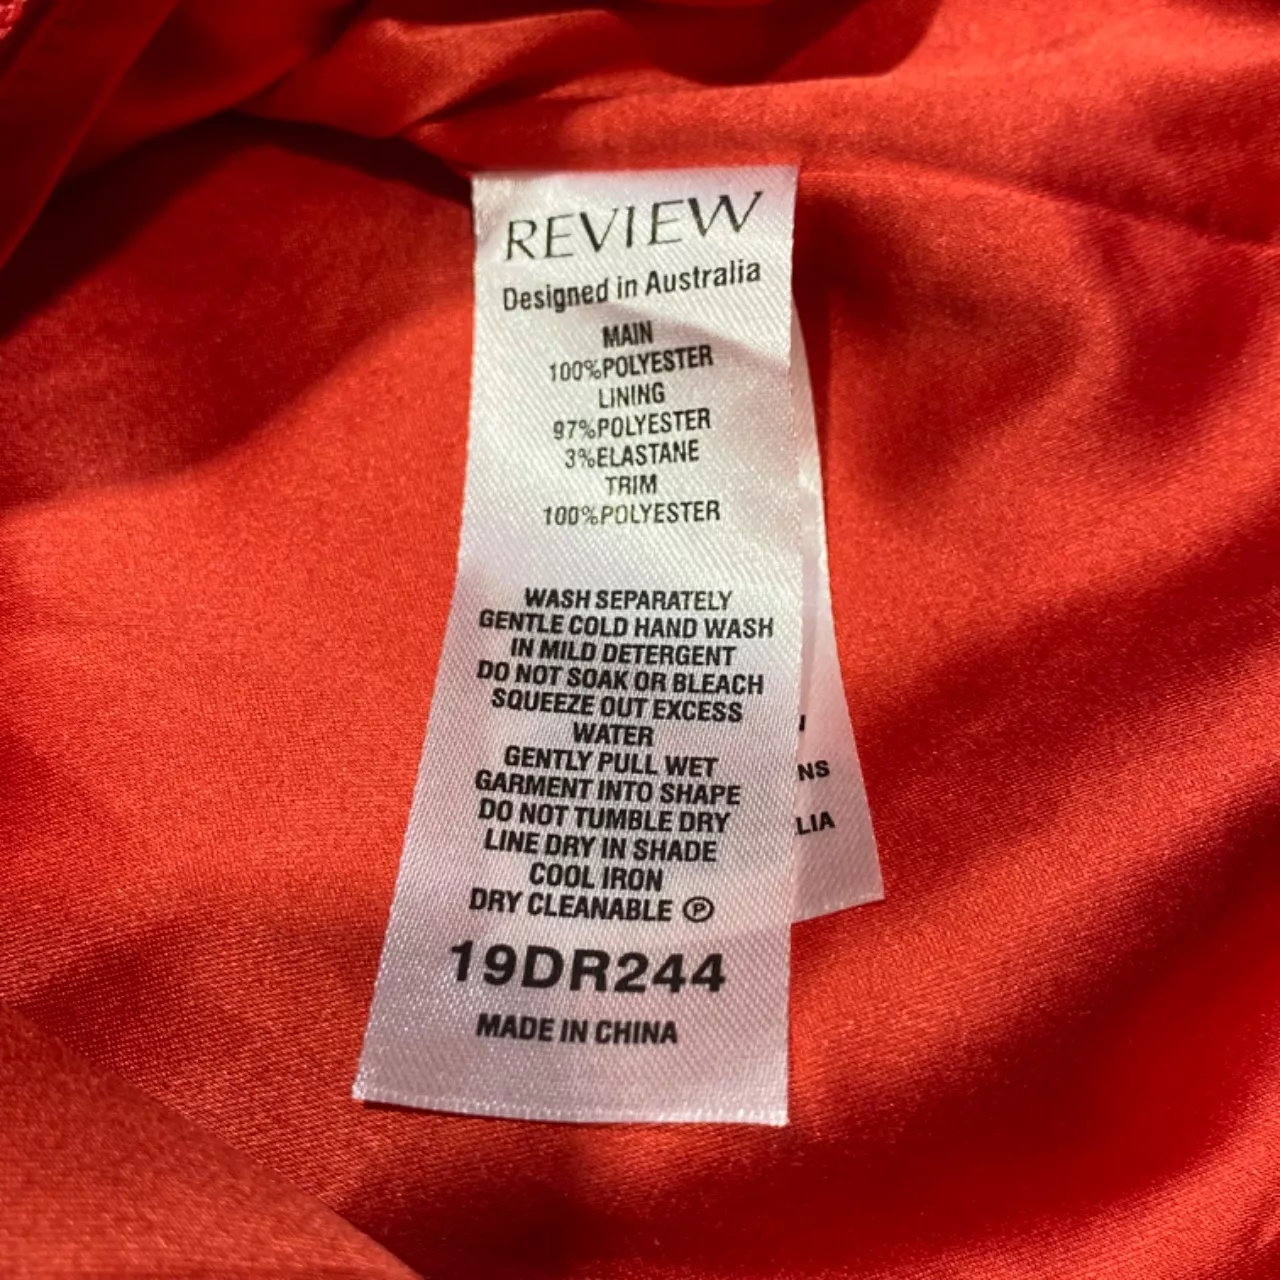 REVIEW
Designed in Australia
MAIN
100%POLYESTER
LINING
97%POLYESTER
3%ELASTANE
TRIM
100%POLYESTER
WASH SEPARATELY
GENTLE COLD HAND WASH
IN MILD DETERGENT
DO NOT SOAK OR BLEACH
SQUEEZE OUT EXCESS
WATER
GENTLY PULL WET
GARMENT INTO SHAPE
DO NOT TUMBLE DRY
LINE DRY IN SHADE
COOL IRON
DRY CLEANABLE Ⓟ
19DR244
MADE IN CHINA
NS
LIA